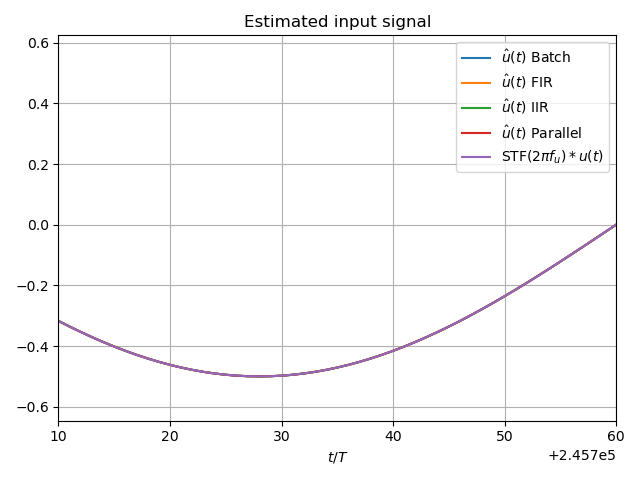 Estimated input signal
0.6
0.4
0.2
0.0
−0.2
−0.4
−0.6
û(t) Batch
û(t) FIR
û(t) IIR
û(t) Parallel
STF(2πfᵤ) * u(t)
10 20 30 40 50 60
t/T
+2.457e5